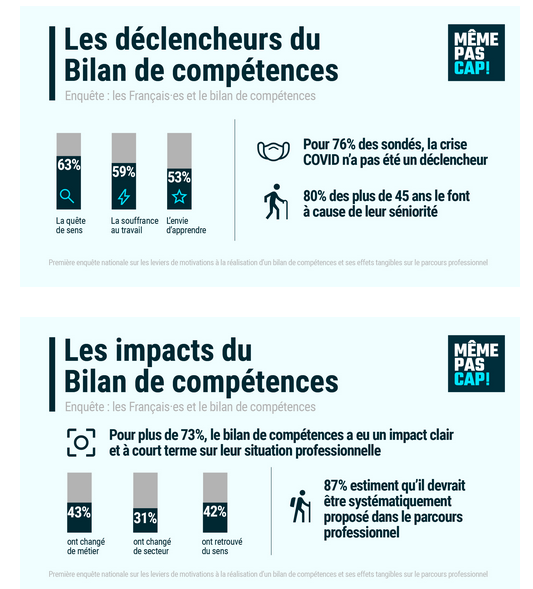 Les déclencheurs du
Bilan de compétences
Enquête : les Français·es et le bilan de compétences
MÊME
PAS
CAP!
63%
59%
53%
La quête
de sens
La souffrance
au travail
L'envie
d'apprendre
Pour 76% des sondés, la crise
COVID n'a pas été un déclencheur
80% des plus de 45 ans le font
à cause de leur séniorité
Première enquête nationale sur les leviers de motivations à la réalisation d'un bilan de compétences et ses effets tangibles sur le parcours professionnel
Les impacts du
Bilan de compétences
Enquête : les Français·es et le bilan de compétences
MÊME
PAS
CAP!
Pour plus de 73%, le bilan de compétences a eu un impact clair
et à court terme sur leur situation professionnelle
43%
31%
42%
ont changé
de métier
ont changé
de secteur
ont retrouvé
du sens
87% estiment qu'il devrait
être systématiquement
proposé dans le parcours
professionnel
Première enquête nationale sur les leviers de motivations à la réalisation d'un bilan de compétences et ses effets tangibles sur le parcours professionnel